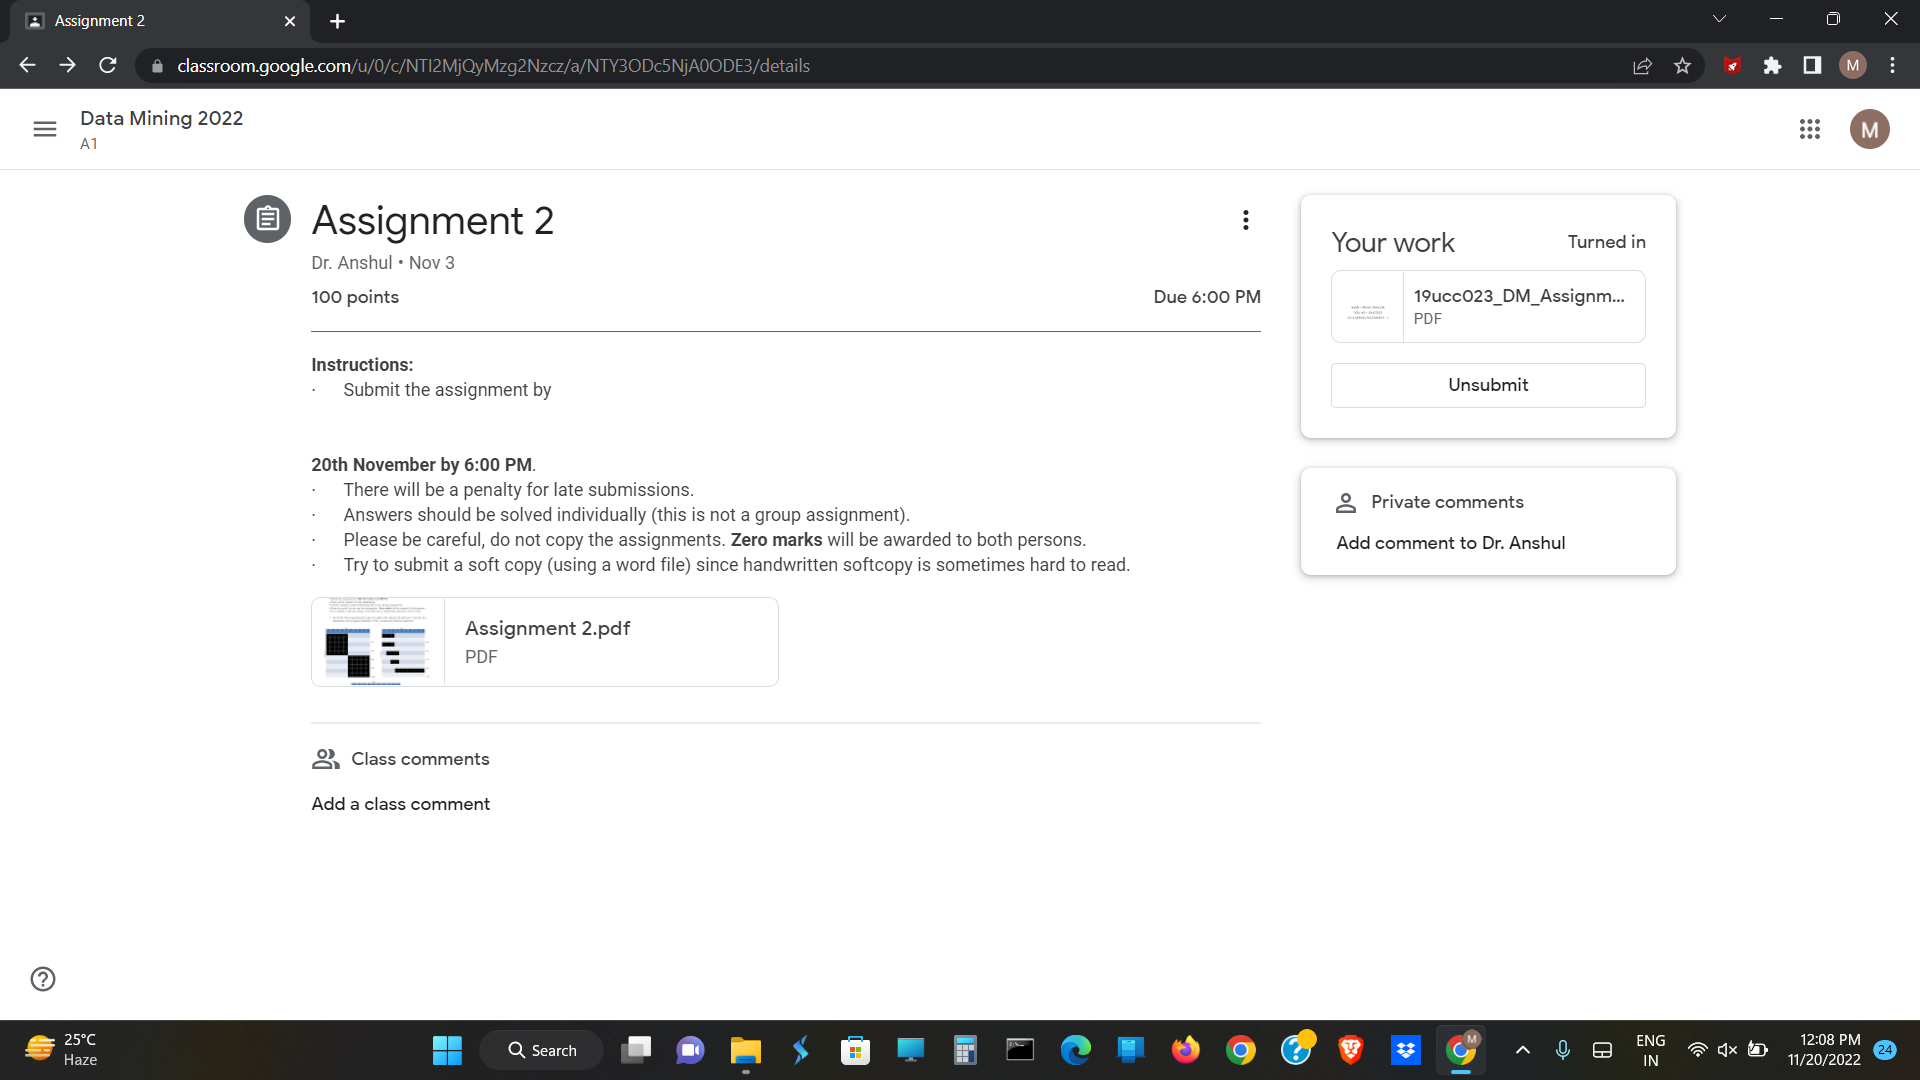 Assignment 2
classroom.google.com/u/0/c/NTI2MjQyMzg2Nzcz/a/NTY3ODc5NjA0ODE3/details
M
Data Mining 2022
A1
M
Assignment 2
Dr. Anshul • Nov 3
100 points
Due 6:00 PM
Instructions:
· Submit the assignment by
20th November by 6:00 PM.
· There will be a penalty for late submissions.
· Answers should be solved individually (this is not a group assignment).
· Please be careful, do not copy the assignments. Zero marks will be awarded to both persons.
· Try to submit a soft copy (using a word file) since handwritten softcopy is sometimes hard to read.
Assignment 2.pdf
PDF
Class comments
Add a class comment
Your work
Turned in
19ucc023_DM_Assignm...
PDF
Unsubmit
Private comments
Add comment to Dr. Anshul
25°C
Haze
Search
M
ENG
IN
12:08 PM
11/20/2022
24